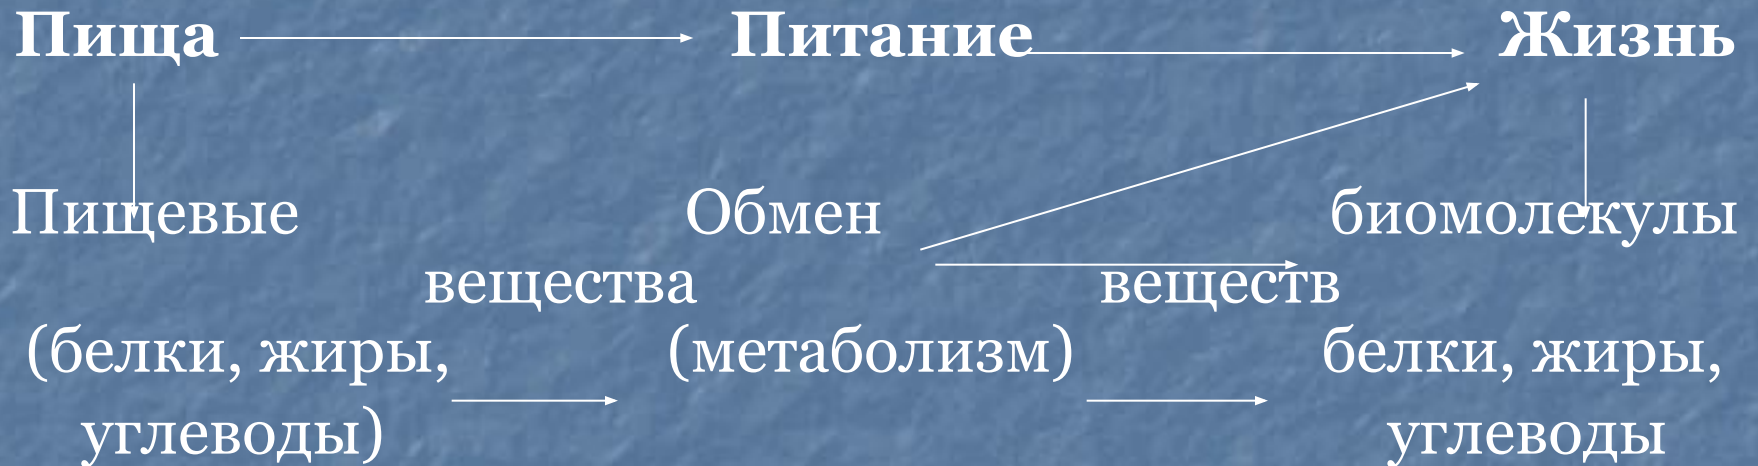 Пища Питание Жизнь
Пищевые Обмен биомолекулы
вещества веществ
(белки, жиры, (метаболизм) белки, жиры,
углеводы) углеводы